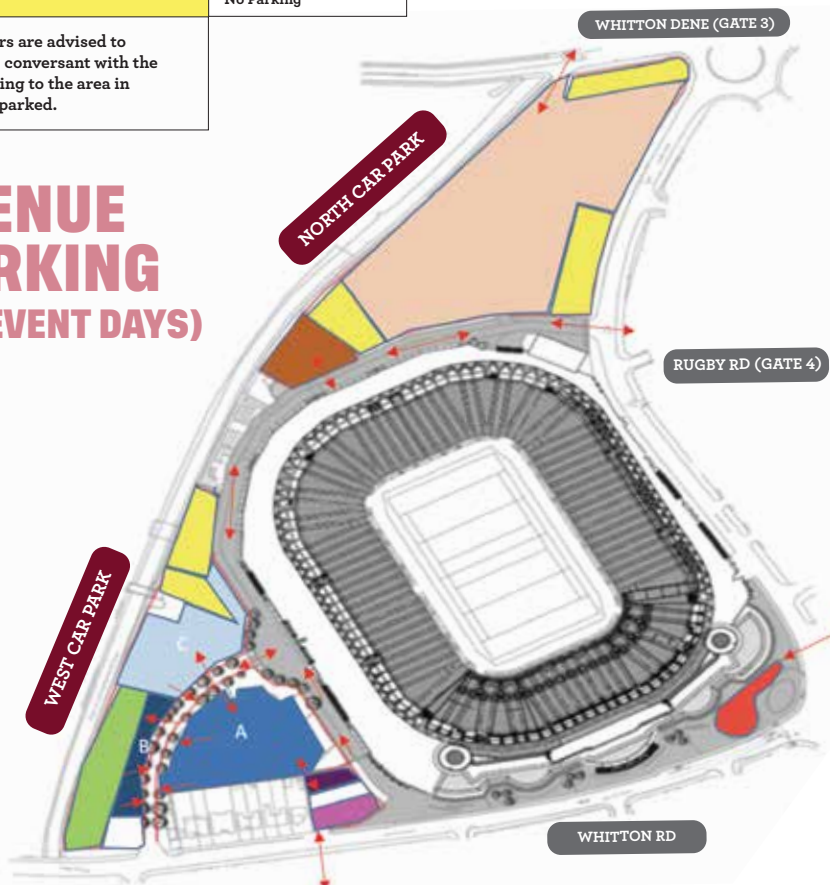 No Parking
rs are advised to
conversant with the
ing to the area in
parked.
ENUE
RKING
EVENT DAYS)
WHITTON DENE (GATE 3)
NORTH CAR PARK
RUGBY RD (GATE 4)
WEST CAR PARK
C
B
A
WHITTON RD